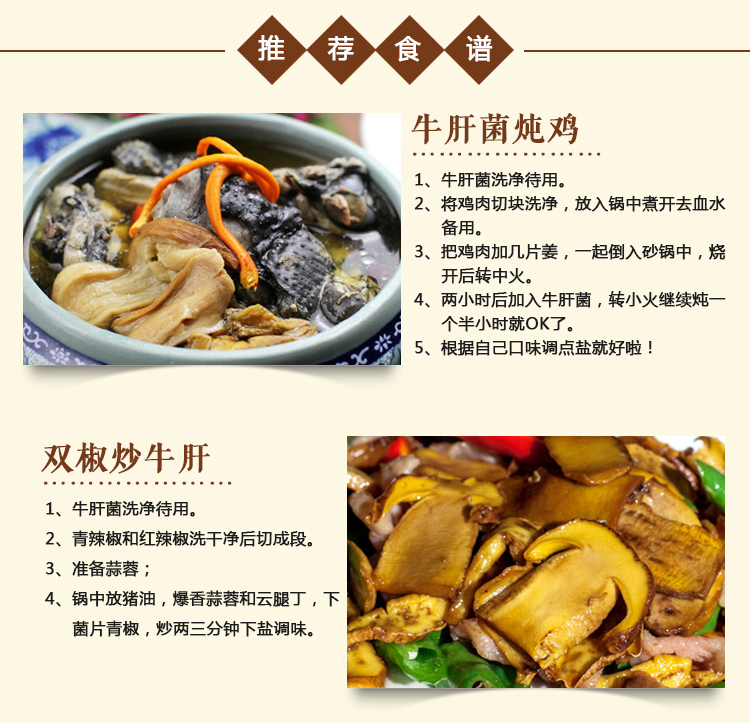 推荐食谱
牛肝菌炖鸡
1、牛肝菌洗净待用。
2、将鸡肉切块洗净，放入锅中煮开去血水
备用。
3、把鸡肉加几片姜，一起倒入砂锅中，烧
开后转中火。
4、两小时后加入牛肝菌，转小火继续炖一
个半小时就OK了。
5、根据自己口味调点盐就好啦！
双椒炒牛肝
1、牛肝菌洗净待用。
2、青辣椒和红辣椒洗干净后切成段。
3、准备蒜蓉；
4、锅中放猪油，爆香蒜蓉和云腿丁，下
菌片青椒，炒两三分钟下盐调味。